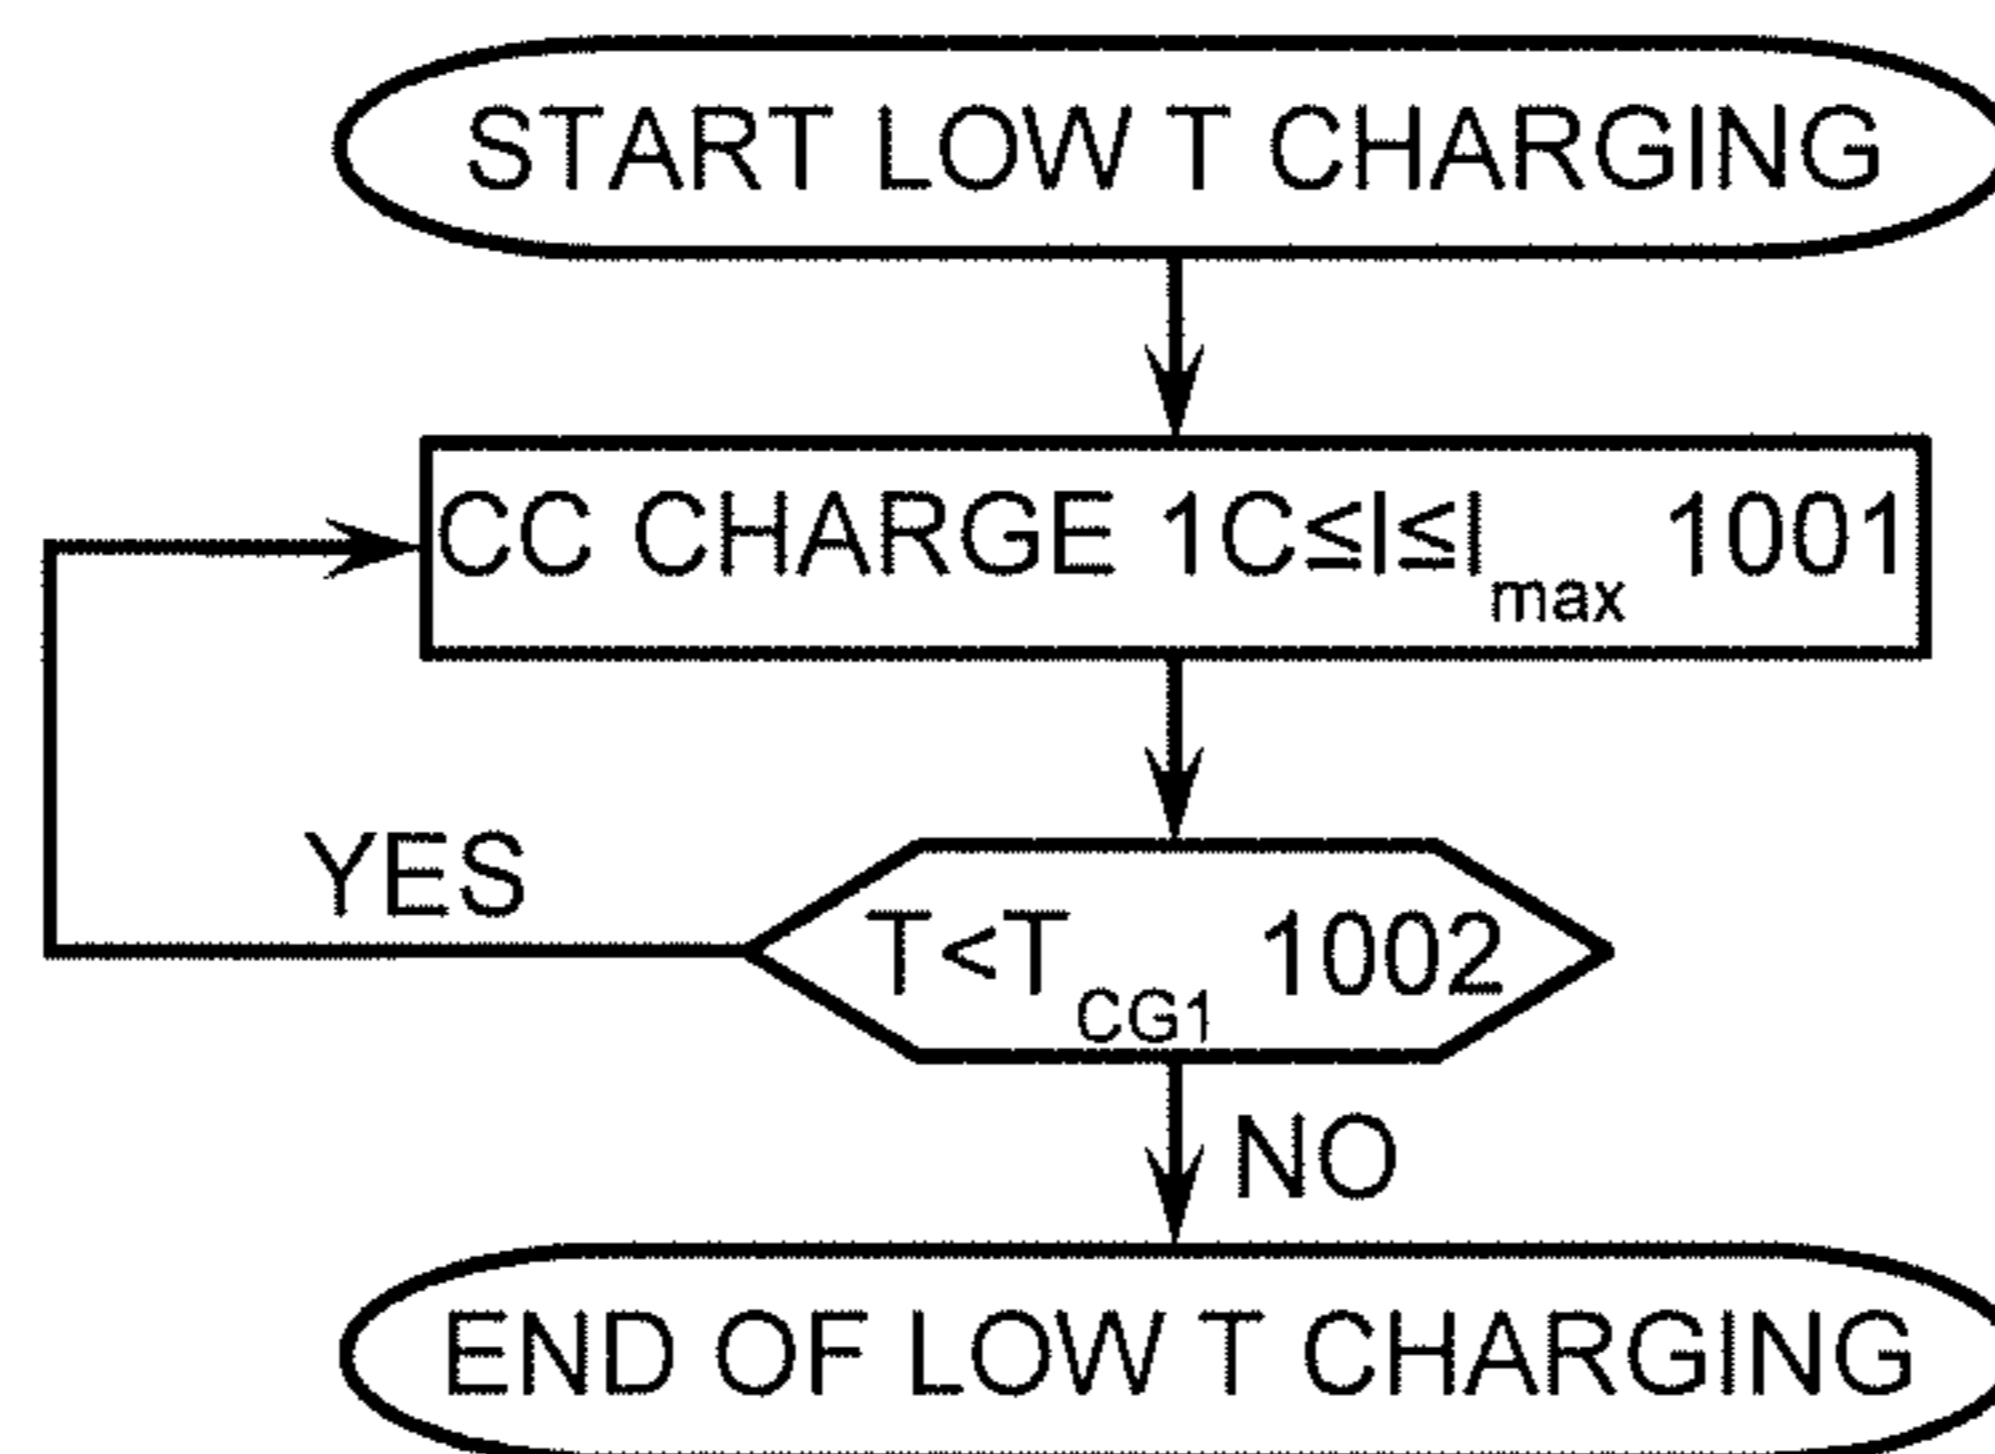 START LOW T CHARGING
CC CHARGE 1C≤I≤Imax 1001
YES
T<TCG1 1002
NO
END OF LOW T CHARGING